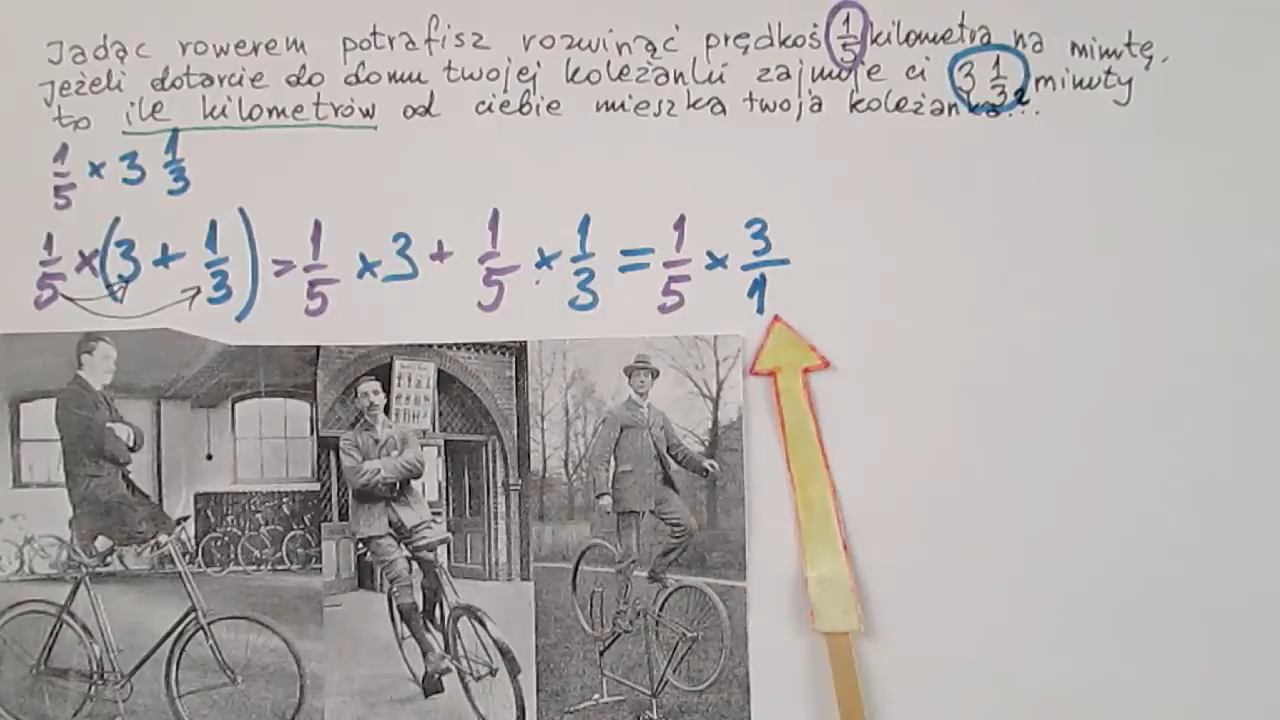 Jadąc rowerem potrafisz rozwinąć prędkoś 1/5 kilometra na minutę.
Jeżeli dotarcie do domu twojej koleżanki zajmuje ci 3 1/3 minuty
to ile kilometrów od ciebie mieszka twoja koleżanka...
1/5 × 3 1/3
1/5 × (3 + 1/3) = 1/5 × 3 + 1/5 × 1/3 = 1/5 × 3/1